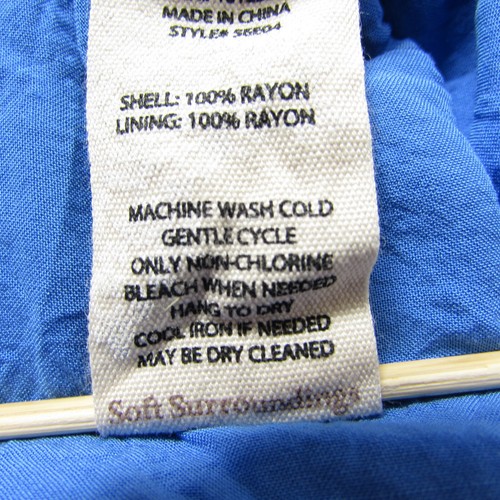 MADE IN CHINA
STYLE# 56E04
SHELL: 100% RAYON
LINING: 100% RAYON
MACHINE WASH COLD
GENTLE CYCLE
ONLY NON-CHLORINE
BLEACH WHEN NEEDED
HANG TO DRY
COOL IRON IF NEEDED
MAY BE DRY CLEANED
Soft Surroundings